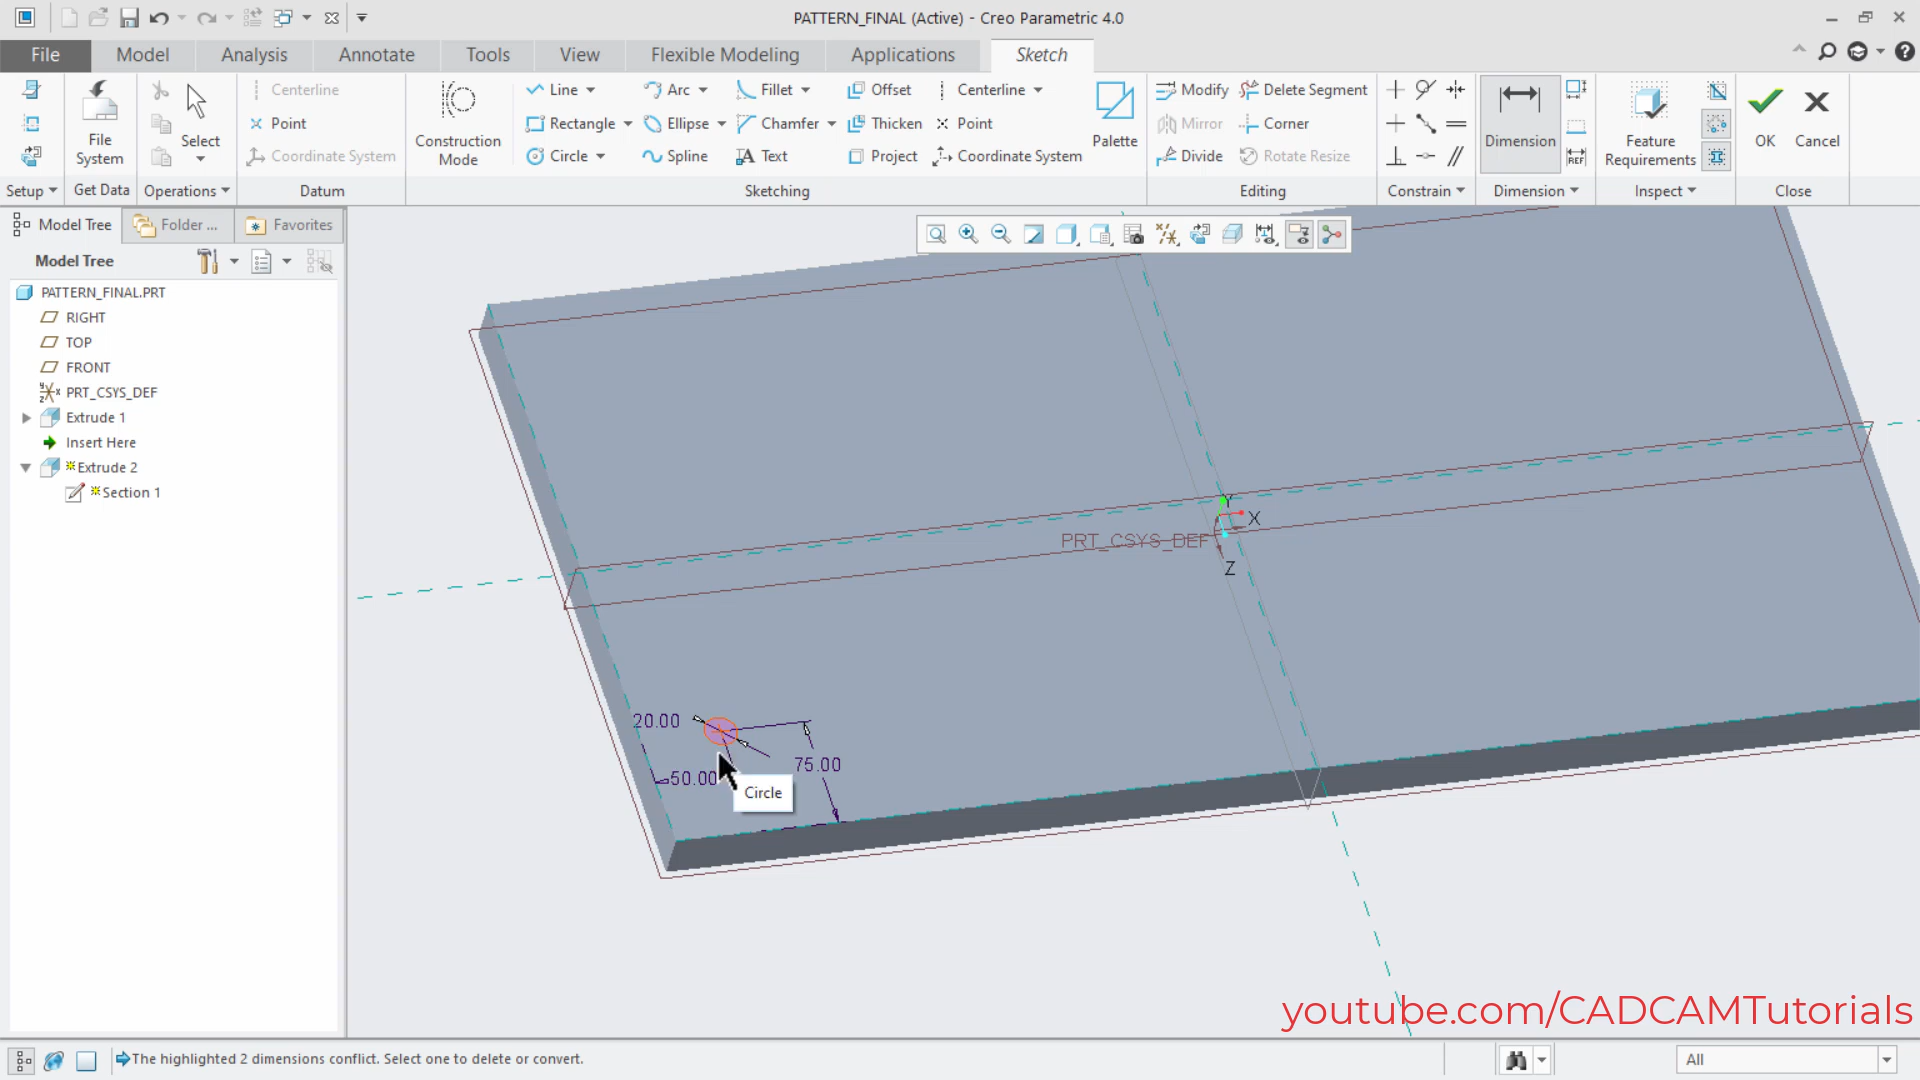 PATTERN_FINAL (Active) - Creo Parametric 4.0
File Model Analysis Annotate Tools View Flexible Modeling Applications Sketch
Centerline Line Arc Fillet Offset Centerline Modify Delete Segment
Point Rectangle Ellipse Chamfer Thicken Point Mirror Corner
Coordinate System Circle Spline Text Project Coordinate System Divide Rotate Resize
File System
Select
Construction Mode
Palette
Dimension
REF
Feature Requirements
OK
Cancel
Setup Get Data Operations Datum Sketching Editing Constrain Dimension Inspect Close
Model Tree Folder ... Favorites
Model Tree
PATTERN_FINAL.PRT
RIGHT
TOP
FRONT
PRT_CSYS_DEF
Extrude 1
Insert Here
Extrude 2
Section 1
Y
X
PRT_CSYS_DEF
Z
20.00
75.00
50.00
Circle
youtube.com/CADCAMTutorials
The highlighted 2 dimensions conflict. Select one to delete or convert.
All